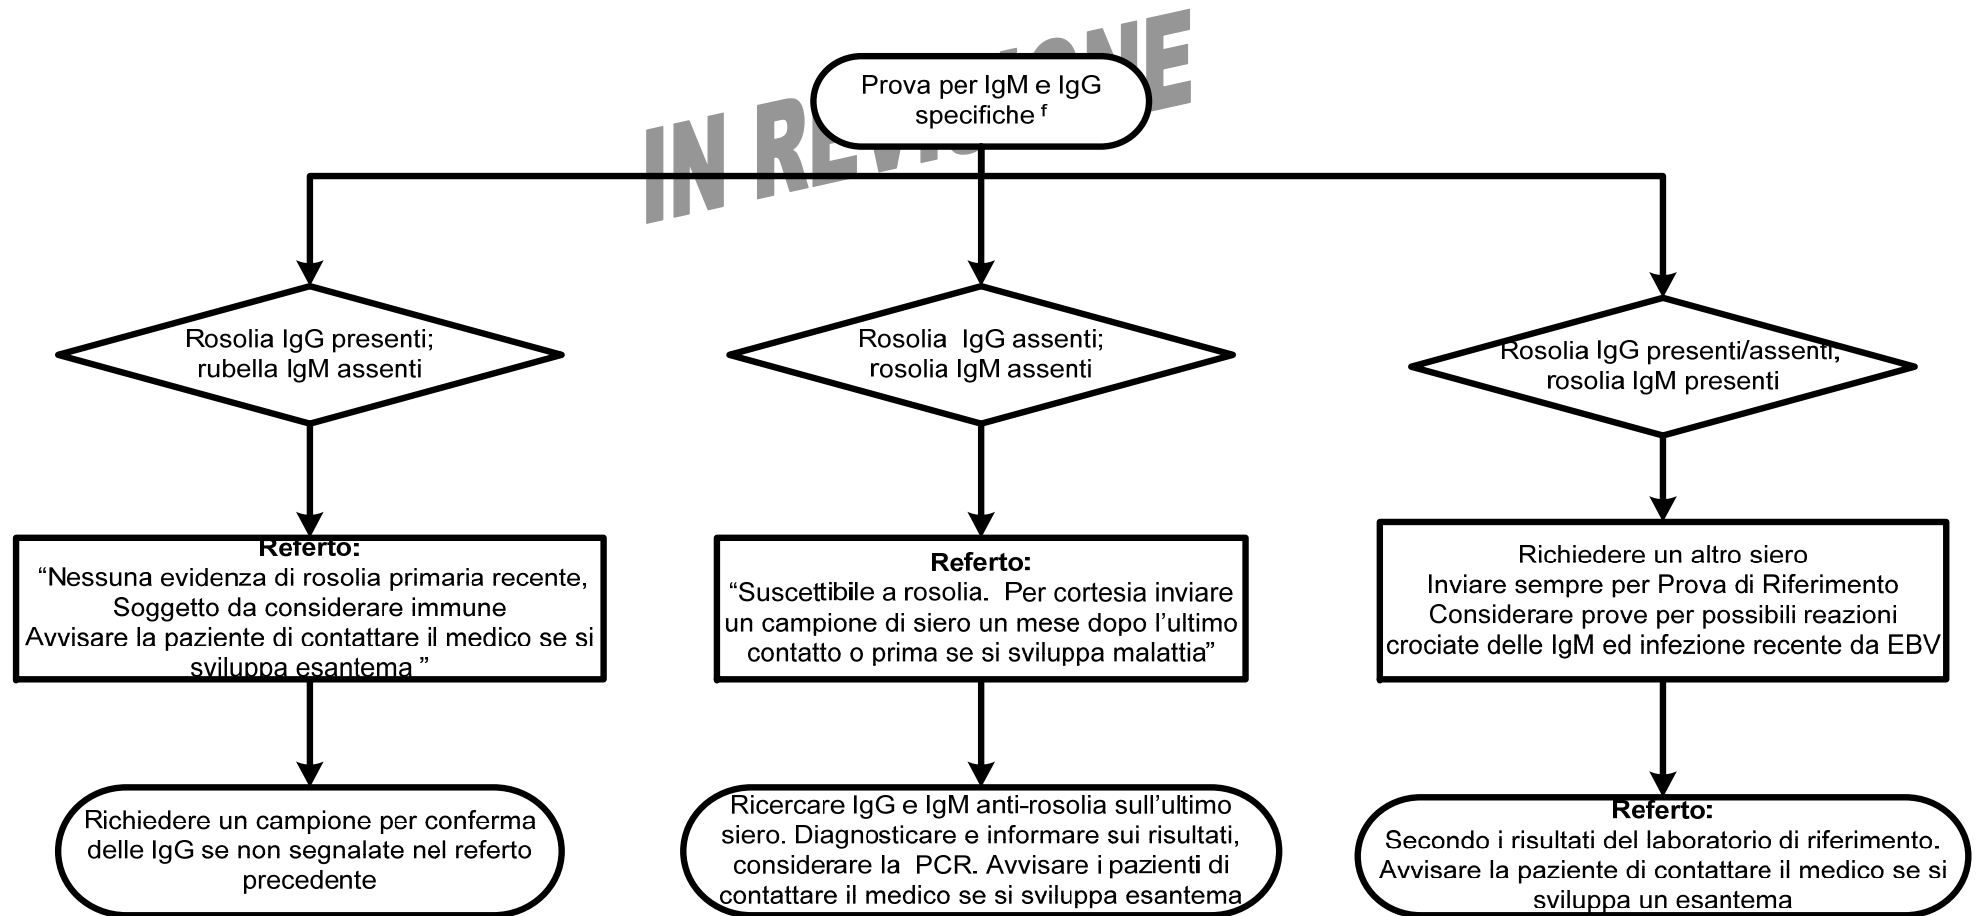 IN REVISIONE
Prova per IgM e IgG
specifiche f
Rosolia IgG presenti;
rubella IgM assenti
Rosolia IgG assenti;
rosolia IgM assenti
Rosolia IgG presenti/assenti,
rosolia IgM presenti
Referto:
“Nessuna evidenza di rosolia primaria recente,
Soggetto da considerare immune
Avvisare la paziente di contattare il medico se si
sviluppa esantema ”
Referto:
“Suscettibile a rosolia. Per cortesia inviare
un campione di siero un mese dopo l’ultimo
contatto o prima se si sviluppa malattia”
Richiedere un altro siero
Inviare sempre per Prova di Riferimento
Considerare prove per possibili reazioni
crociate delle IgM ed infezione recente da EBV
Richiedere un campione per conferma
delle IgG se non segnalate nel referto
precedente
Ricercare IgG e IgM anti-rosolia sull’ultimo
siero. Diagnosticare e informare sui risultati,
considerare la PCR. Avvisare i pazienti di
contattare il medico se si sviluppa esantema
Referto:
Secondo i risultati del laboratorio di riferimento.
Avvisare la paziente di contattare il medico se si
sviluppa un esantema